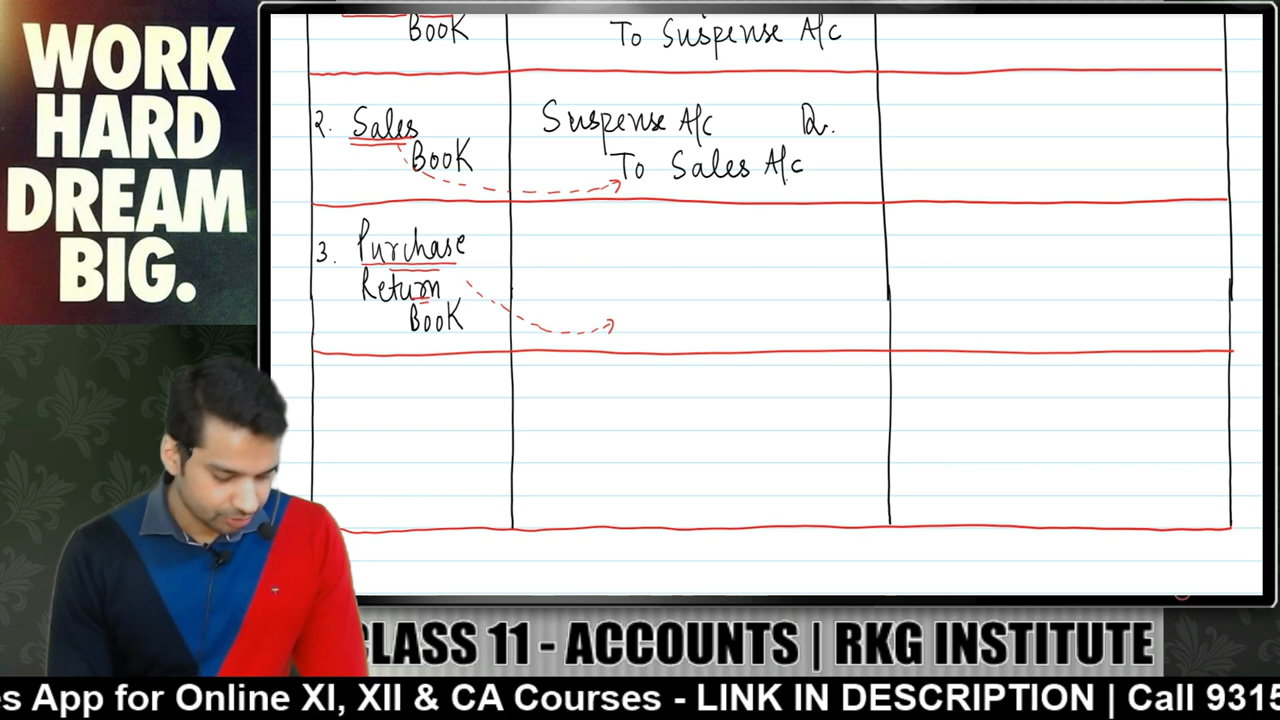 WORK
HARD
DREAM
BIG.
Book
To Suspense A/c
2. Sales
Book
Suspense A/c Dr.
To Sales A/c
3. Purchase
Return
Book
CLASS 11 - ACCOUNTS | RKG INSTITUTE
es App for Online XI, XII & CA Courses - LINK IN DESCRIPTION | Call 9315